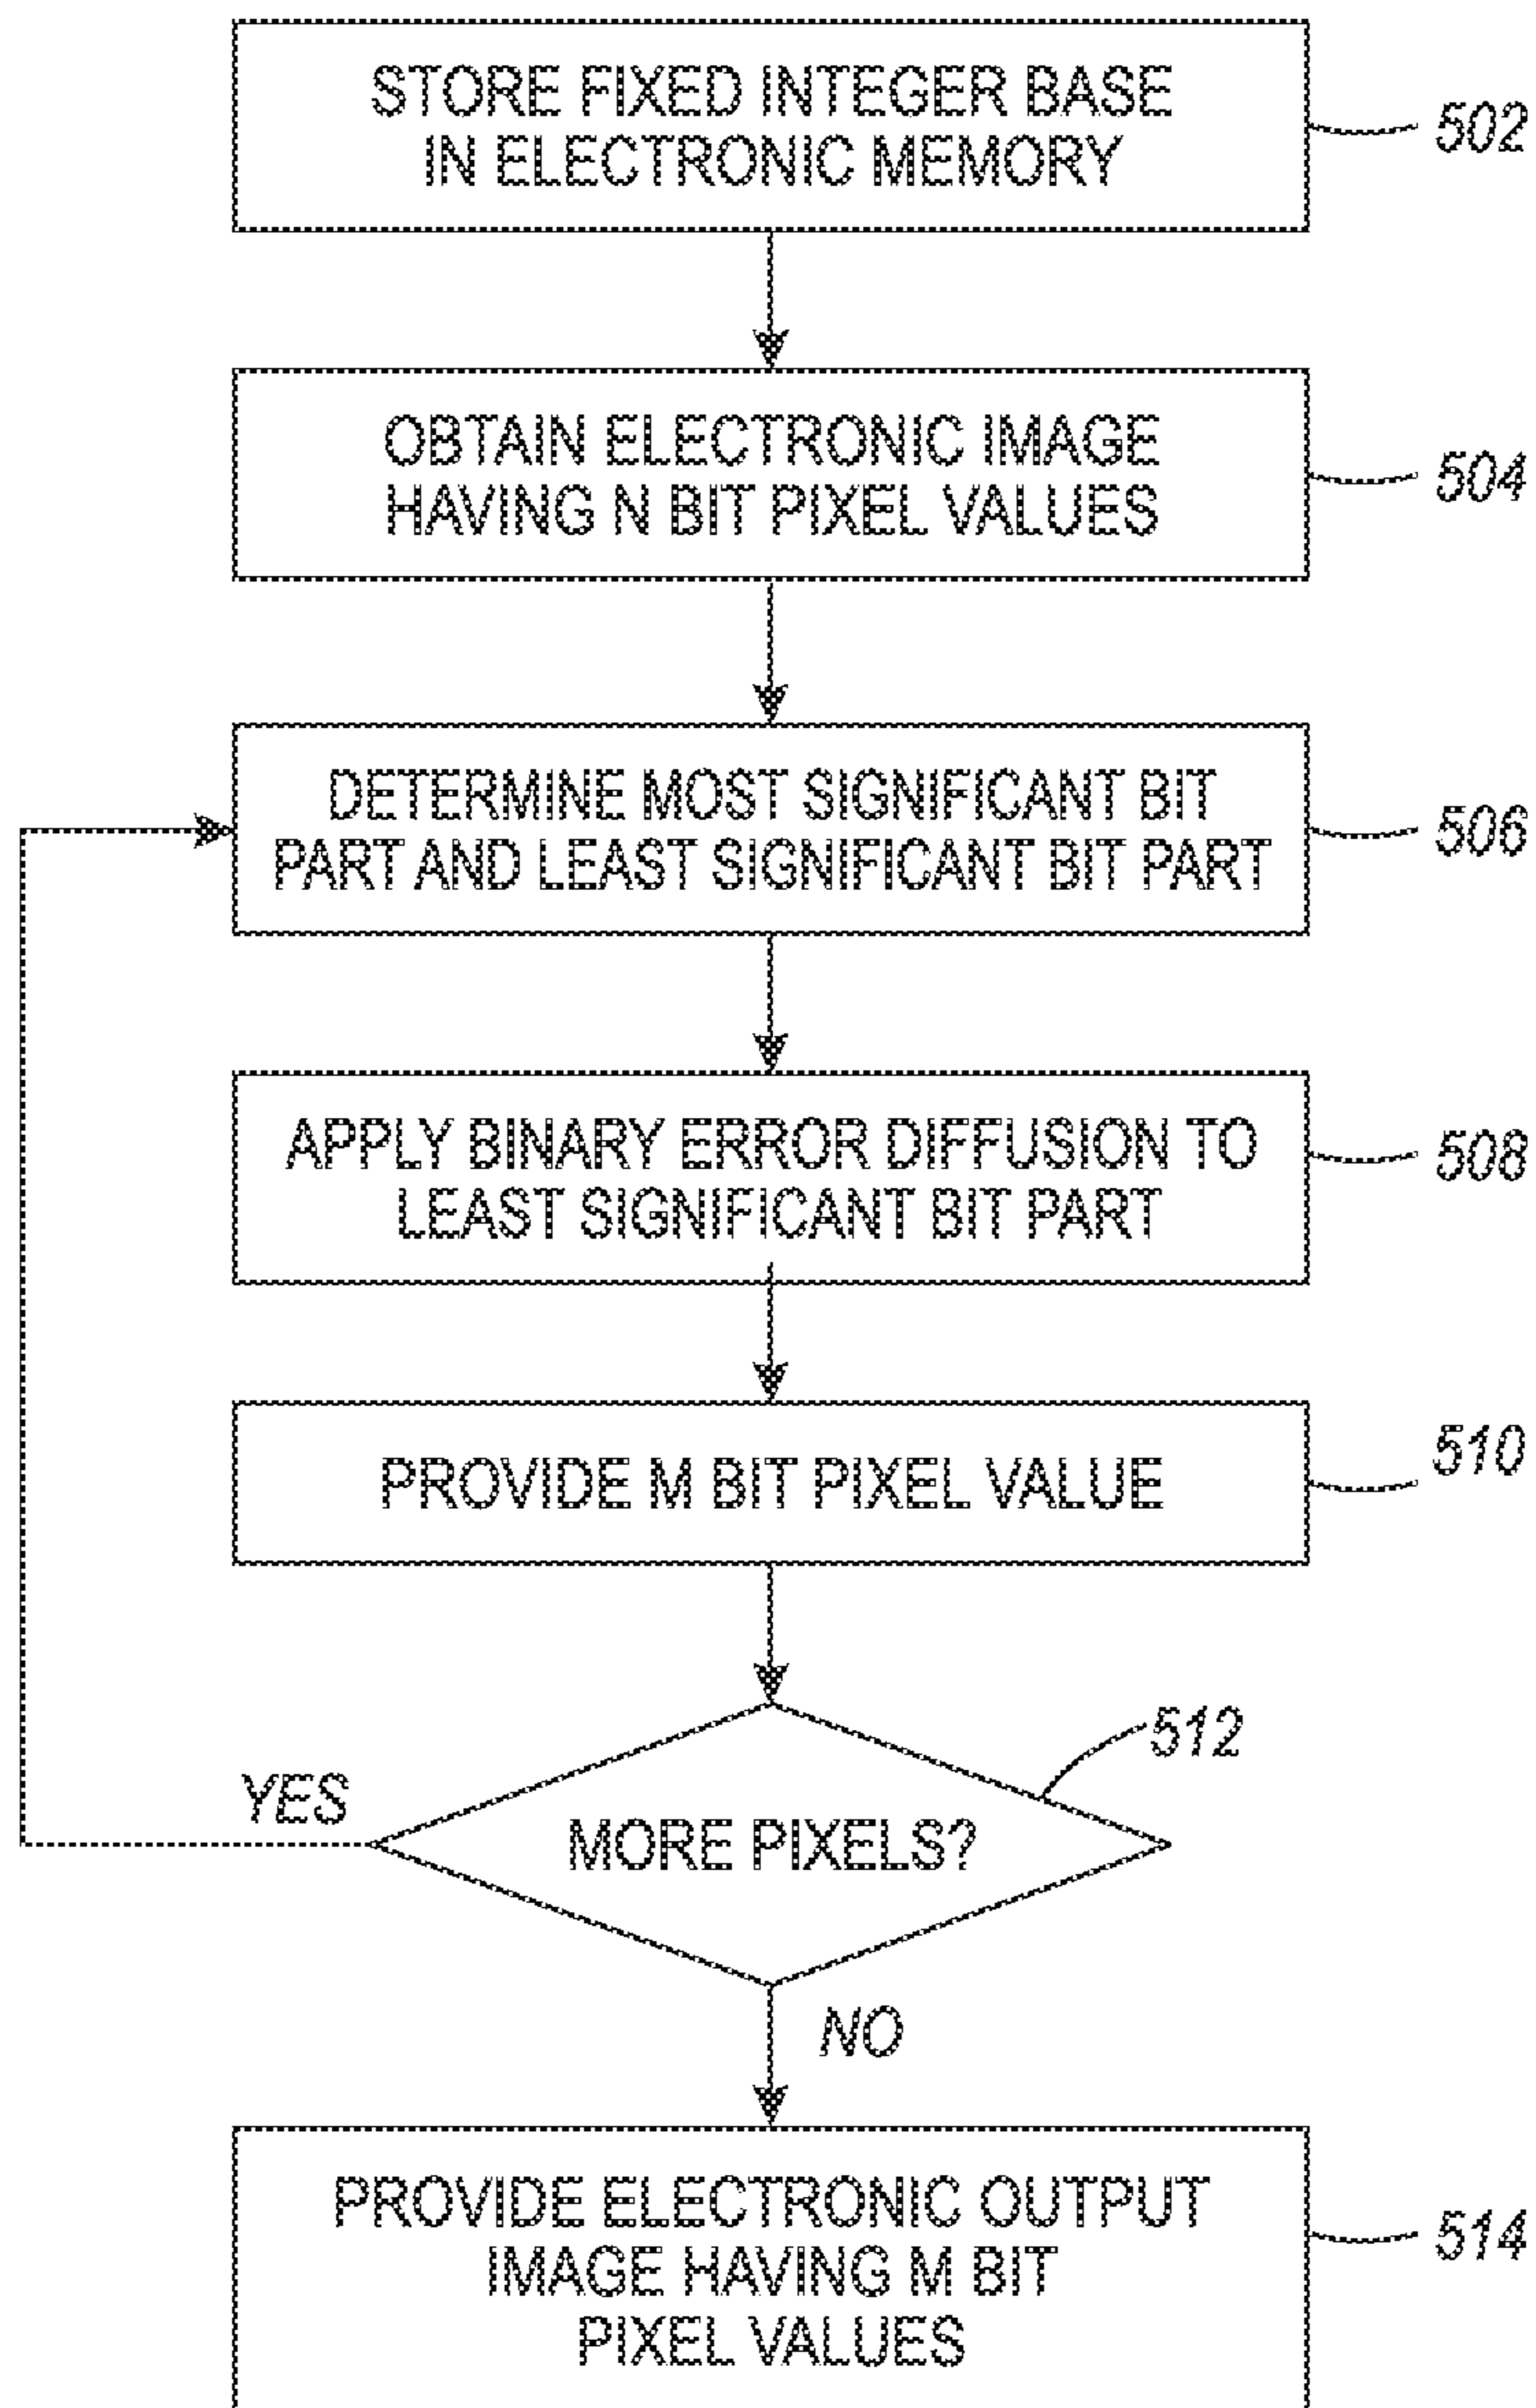 STORE FIXED INTEGER BASE
IN ELECTRONIC MEMORY
502
OBTAIN ELECTRONIC IMAGE
HAVING N BIT PIXEL VALUES
504
DETERMINE MOST SIGNIFICANT BIT
PART AND LEAST SIGNIFICANT BIT PART
506
APPLY BINARY ERROR DIFFUSION TO
LEAST SIGNIFICANT BIT PART
508
PROVIDE M BIT PIXEL VALUE
510
512
YES
MORE PIXELS?
NO
PROVIDE ELECTRONIC OUTPUT
IMAGE HAVING M BIT
PIXEL VALUES
514